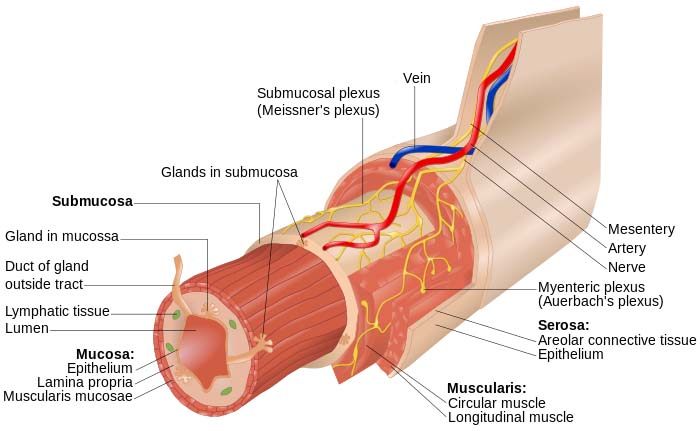 Vein
Submucosal plexus
(Meissner's plexus)
Glands in submucosa
Submucosa
Gland in mucossa
Duct of gland
outside tract
Lymphatic tissue
Lumen
Mucosa:
Epithelium
Lamina propria
Muscularis mucosae
Mesentery
Artery
Nerve
Myenteric plexus
(Auerbach's plexus)
Serosa:
Areolar connective tissue
Epithelium
Muscularis:
Circular muscle
Longitudinal muscle